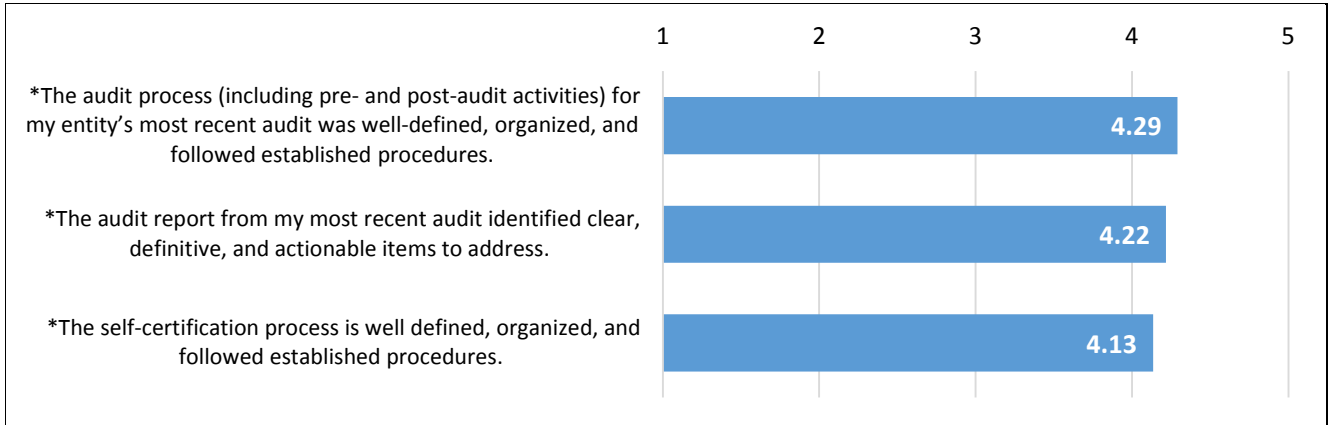 1 2 3 4 5
*The audit process (including pre- and post-audit activities) for
my entity's most recent audit was well-defined, organized, and
followed established procedures.
4.29
*The audit report from my most recent audit identified clear,
definitive, and actionable items to address.
4.22
*The self-certification process is well defined, organized, and
followed established procedures.
4.13